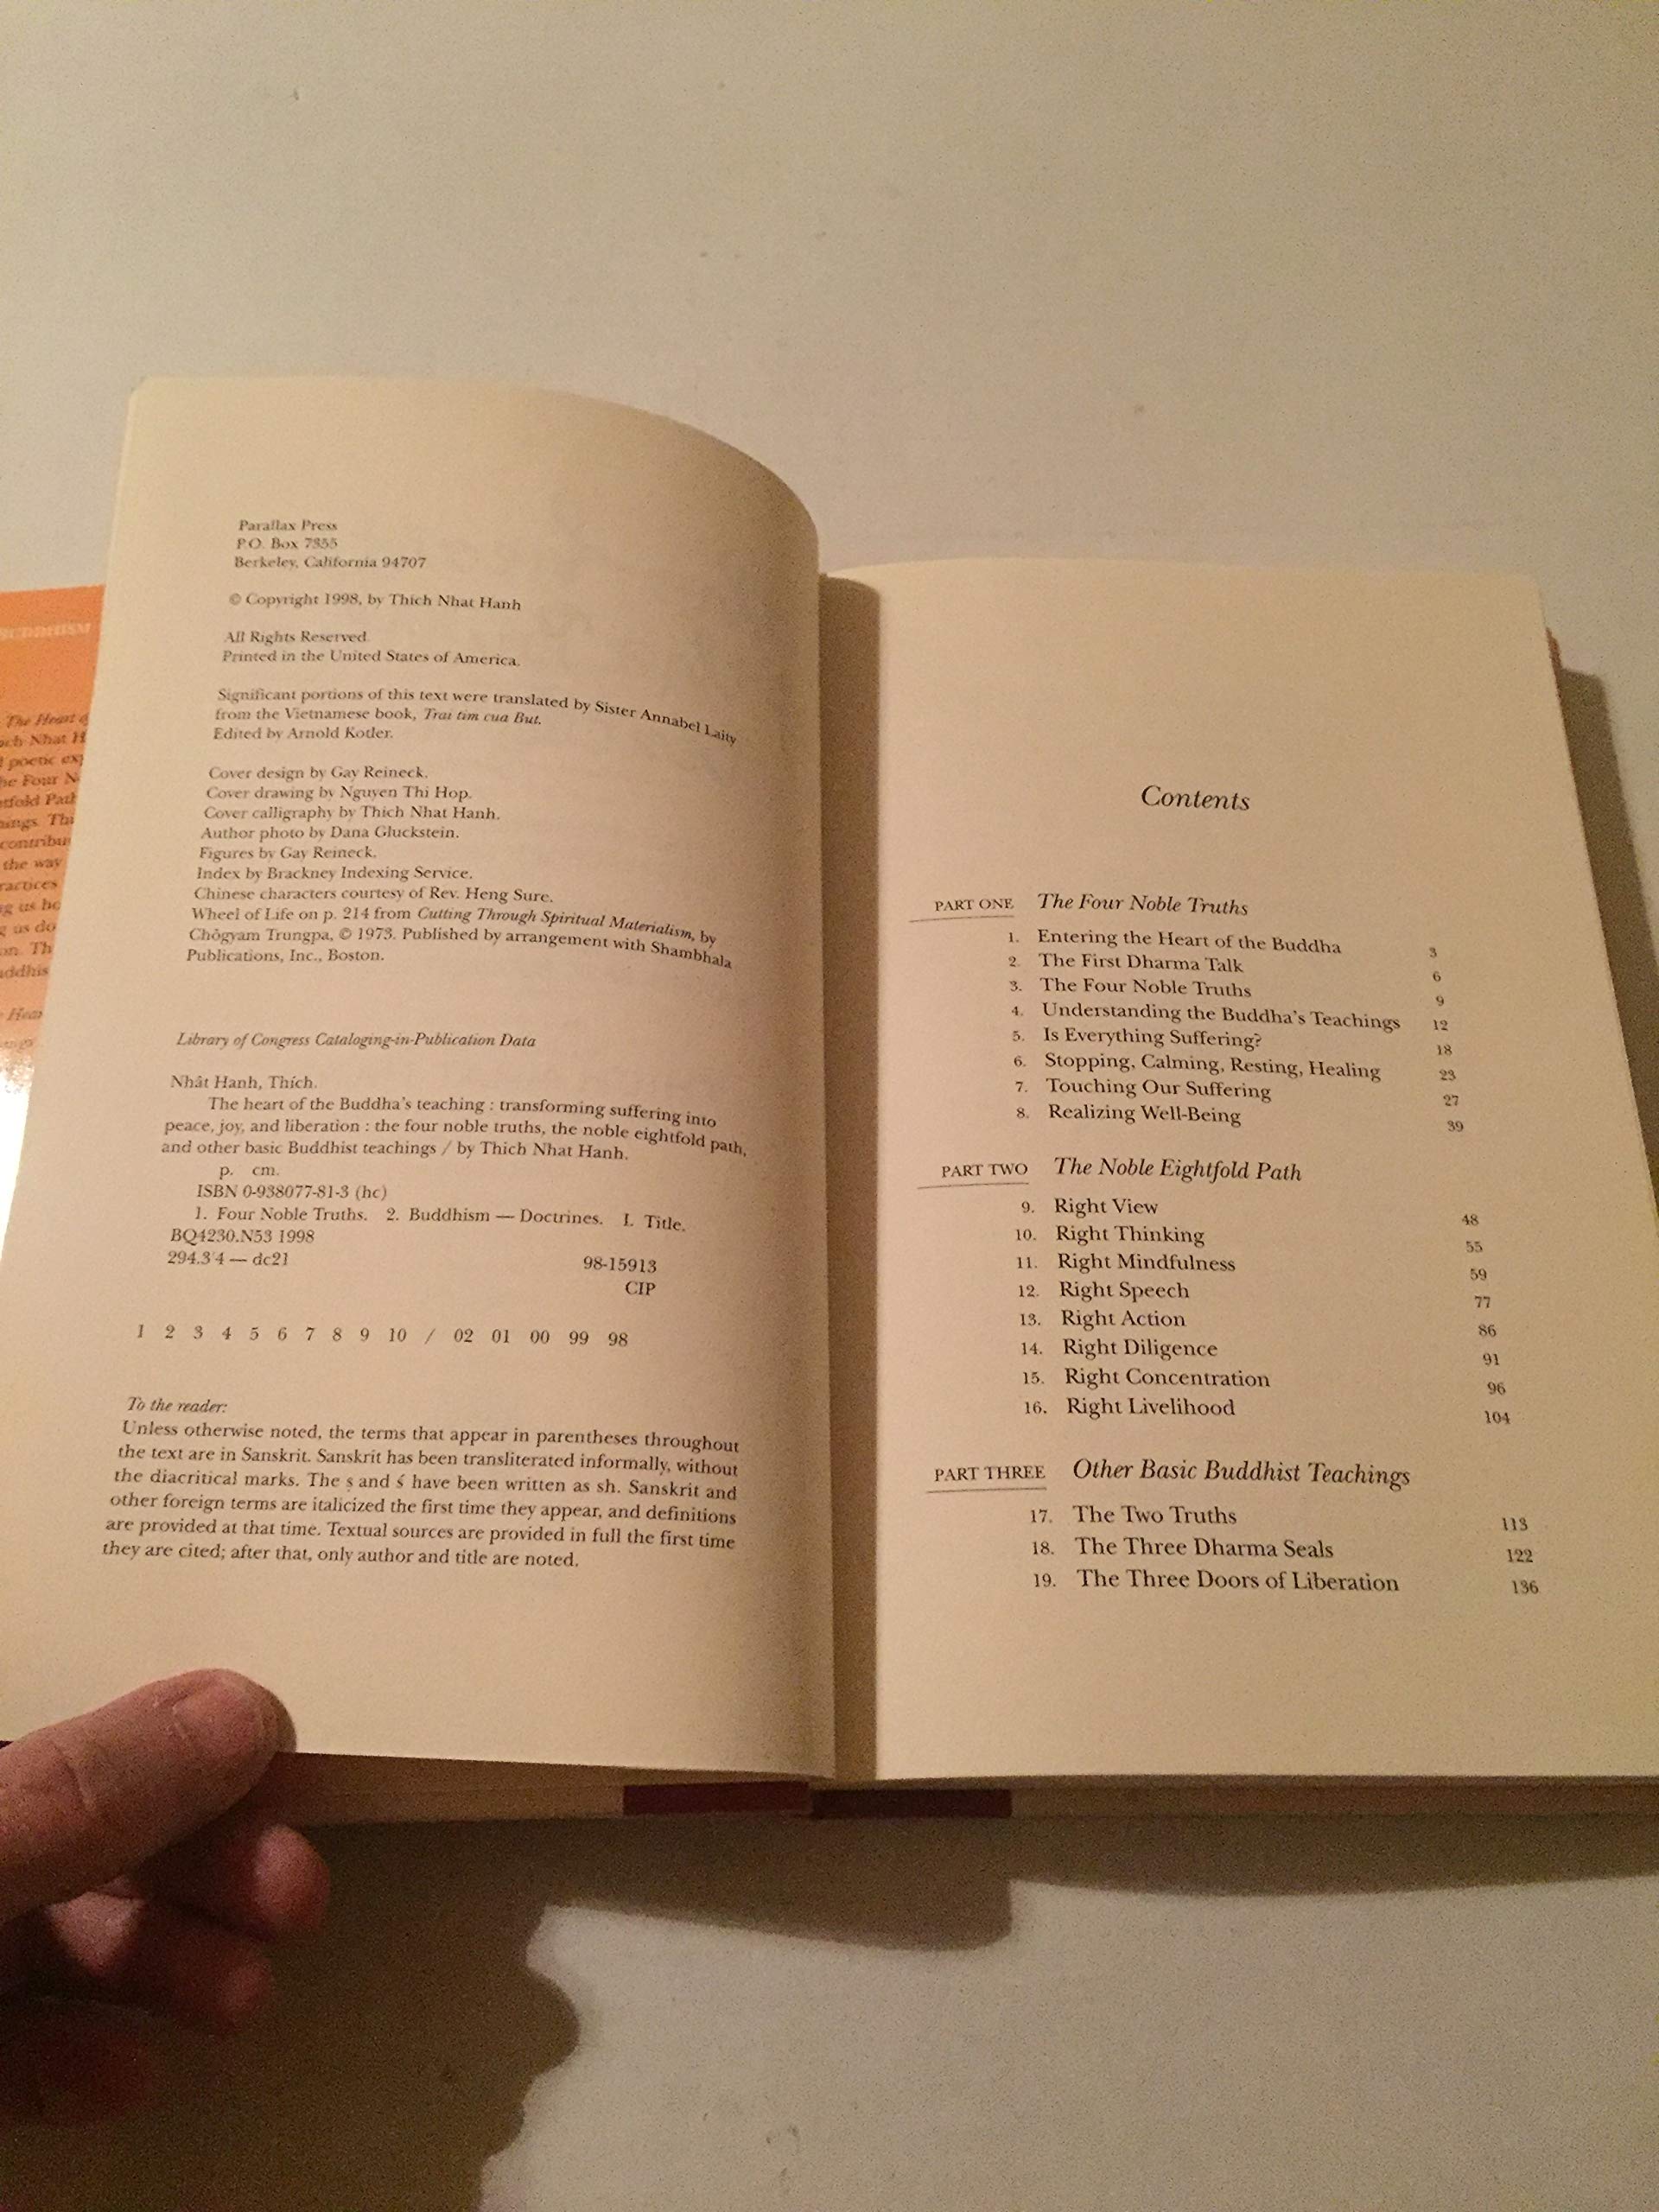 BUDDHISM
The Heart
poetic
the way
Parallax Press
P.O. Box 7355
Berkeley, California 94707
© Copyright 1998, by Thich Nhat Hanh
All Rights Reserved
Printed in the United States of America.
Significant portions of this text were translated by Sister Annabel Laity
from the Vietnamese book, Trai tim cua But.
Edited by Arnold Kotler.
Cover design by Gay Reineck.
Cover drawing by Nguyen Thi Hop.
Cover calligraphy by Thich Nhat Hanh.
Author photo by Dana Gluckstein.
Figures by Gay Reineck.
Index by Brackney Indexing Service.
Chinese characters courtesy of Rev. Heng Sure.
Wheel of Life on p. 214 from Cutting Through Spiritual Materialism, by
Chögyam Trungpa, © 1973. Published by arrangement with Shambhala
Publications, Inc., Boston.
Library of Congress Cataloging-in-Publication Data
Nhât Hanh, Thích.
The heart of the Buddha's teaching : transforming suffering into
peace, joy, and liberation : the four noble truths, the noble eightfold path,
and other basic Buddhist teachings / by Thich Nhat Hanh.
p. cm.
ISBN 0-938077-81-3 (hc)
1. Four Noble Truths. 2. Buddhism — Doctrines. I. Title.
BQ4230.N53 1998
294.3'4 — dc21 98-15913
CIP
1 2 3 4 5 6 7 8 9 10 / 02 01 00 99 98
To the reader:
Unless otherwise noted, the terms that appear in parentheses throughout
the text are in Sanskrit. Sanskrit has been transliterated informally, without
the diacritical marks. The ṣ and ś have been written as sh. Sanskrit and
other foreign terms are italicized the first time they appear, and definitions
are provided at that time. Textual sources are provided in full the first time
they are cited; after that, only author and title are noted.
Contents
PART ONE The Four Noble Truths
1. Entering the Heart of the Buddha 3
2. The First Dharma Talk 6
3. The Four Noble Truths 9
4. Understanding the Buddha's Teachings 12
5. Is Everything Suffering? 18
6. Stopping, Calming, Resting, Healing 23
7. Touching Our Suffering 27
8. Realizing Well-Being 39
PART TWO The Noble Eightfold Path
9. Right View 48
10. Right Thinking 55
11. Right Mindfulness 59
12. Right Speech 77
13. Right Action 86
14. Right Diligence 91
15. Right Concentration 96
16. Right Livelihood 104
PART THREE Other Basic Buddhist Teachings
17. The Two Truths 113
18. The Three Dharma Seals 122
19. The Three Doors of Liberation 136